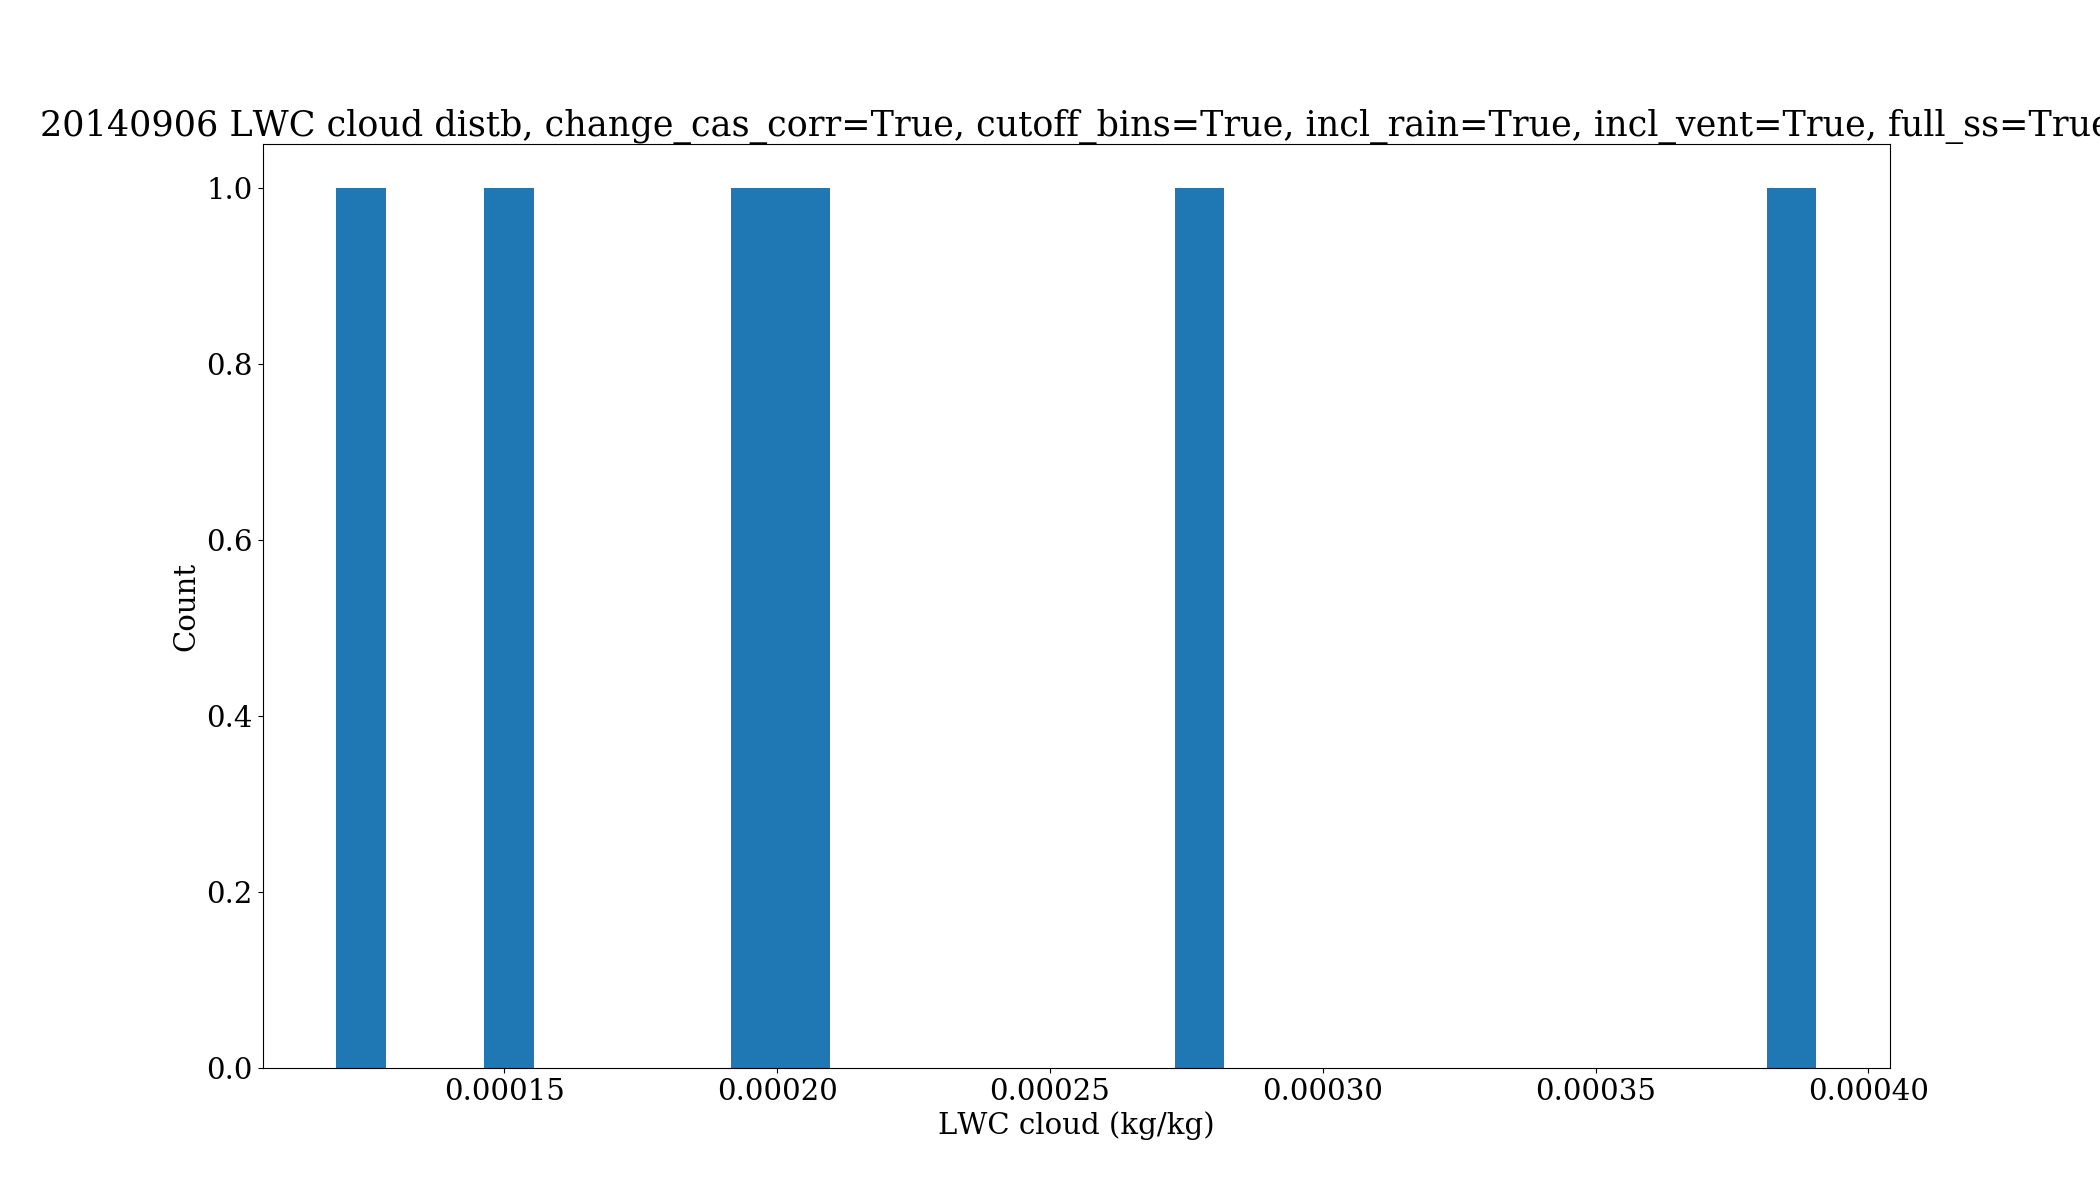 20140906 LWC cloud distb, change_cas_corr=True, cutoff_bins=True, incl_rain=True, incl_vent=True, full_ss=True
1.0
0.8
0.6
0.4
0.2
0.0
Count
0.00015 0.00020 0.00025 0.00030 0.00035 0.00040
LWC cloud (kg/kg)